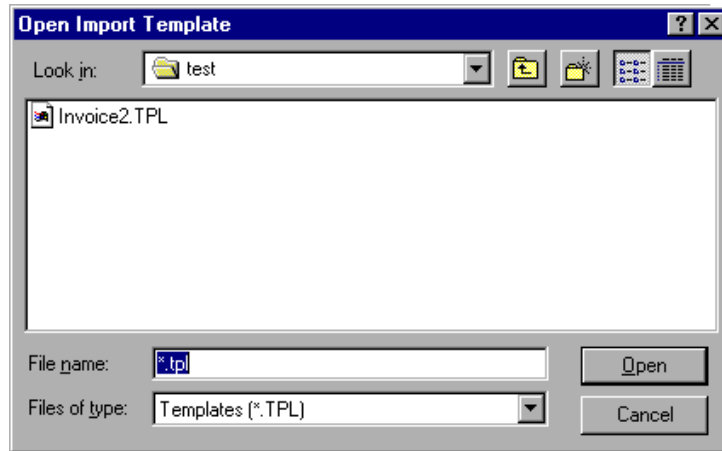 Open Import Template
Look in: test
Invoice2.TPL
File name: *.tpl Open
Files of type: Templates (*.TPL) Cancel